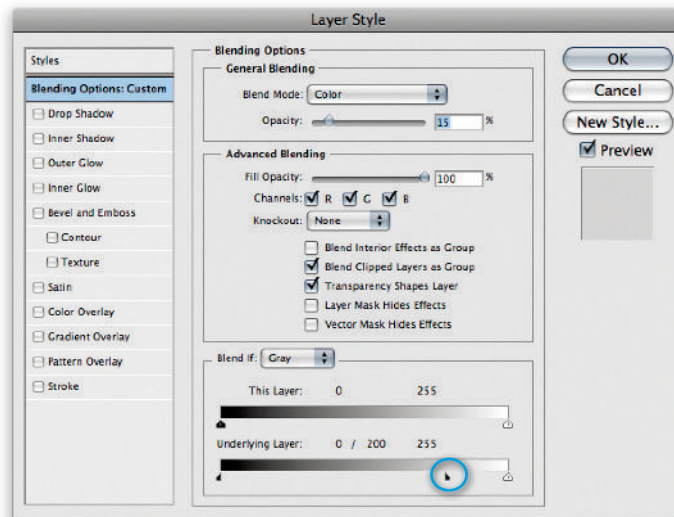 Layer Style
Styles
Blending Options: Custom
Drop Shadow
Inner Shadow
Outer Glow
Inner Glow
Bevel and Emboss
Contour
Texture
Satin
Color Overlay
Gradient Overlay
Pattern Overlay
Stroke
Blending Options
General Blending
Blend Mode: Color
Opacity: 15 %
Advanced Blending
Fill Opacity: 100 %
Channels: R G B
Knockout: None
Blend Interior Effects as Group
Blend Clipped Layers as Group
Transparency Shapes Layer
Layer Mask Hides Effects
Vector Mask Hides Effects
Blend If: Gray
This Layer: 0 255
Underlying Layer: 0 / 200 255
OK
Cancel
New Style...
Preview